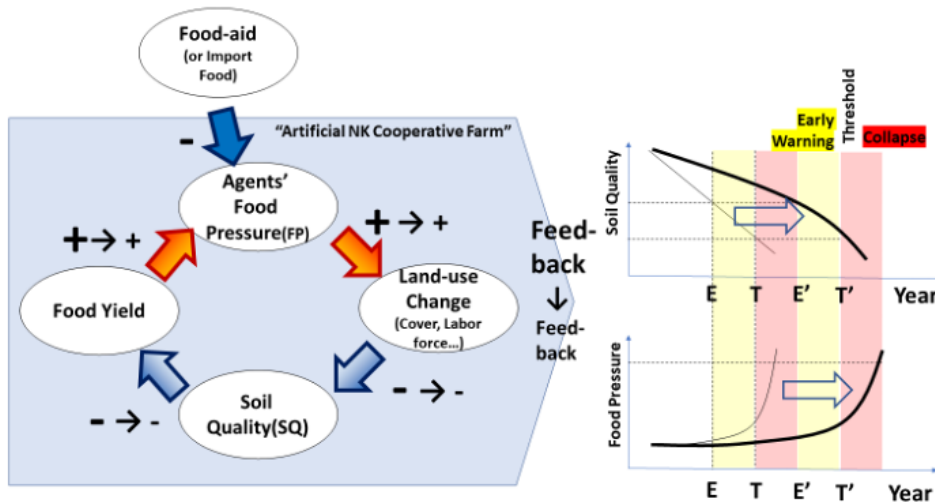 Food-aid
(or Import
Food)
-
“Artificial NK Cooperative Farm”
Agents’
Food
Pressure(FP)
+ → +
+ → +
Food Yield
Land-use
Change
(Cover, Labor
force...)
Soil
Quality(SQ)
- → -
- → -
Feed-
back
↓
Feed-
back
Early
Warning
Threshold
Collapse
Soil Quality
E T E’ T’ Year
Food Pressure
E T E’ T’ Year